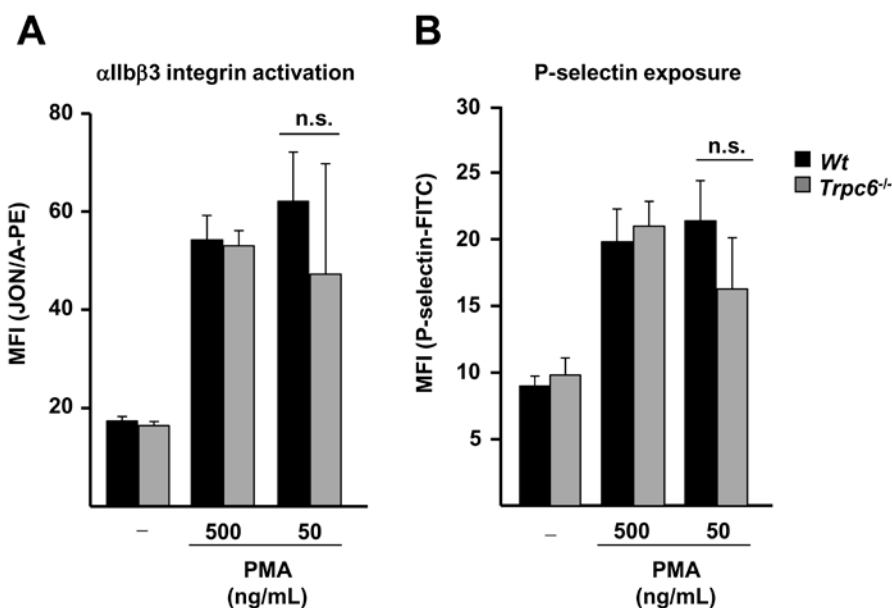 A
αIIbβ3 integrin activation
MFI (JON/A-PE)
80
60
40
20
n.s.
–
500
50
PMA
(ng/mL)
B
P-selectin exposure
MFI (P-selectin-FITC)
30
25
20
15
10
5
n.s.
–
500
50
PMA
(ng/mL)
Wt
Trpc6-/-